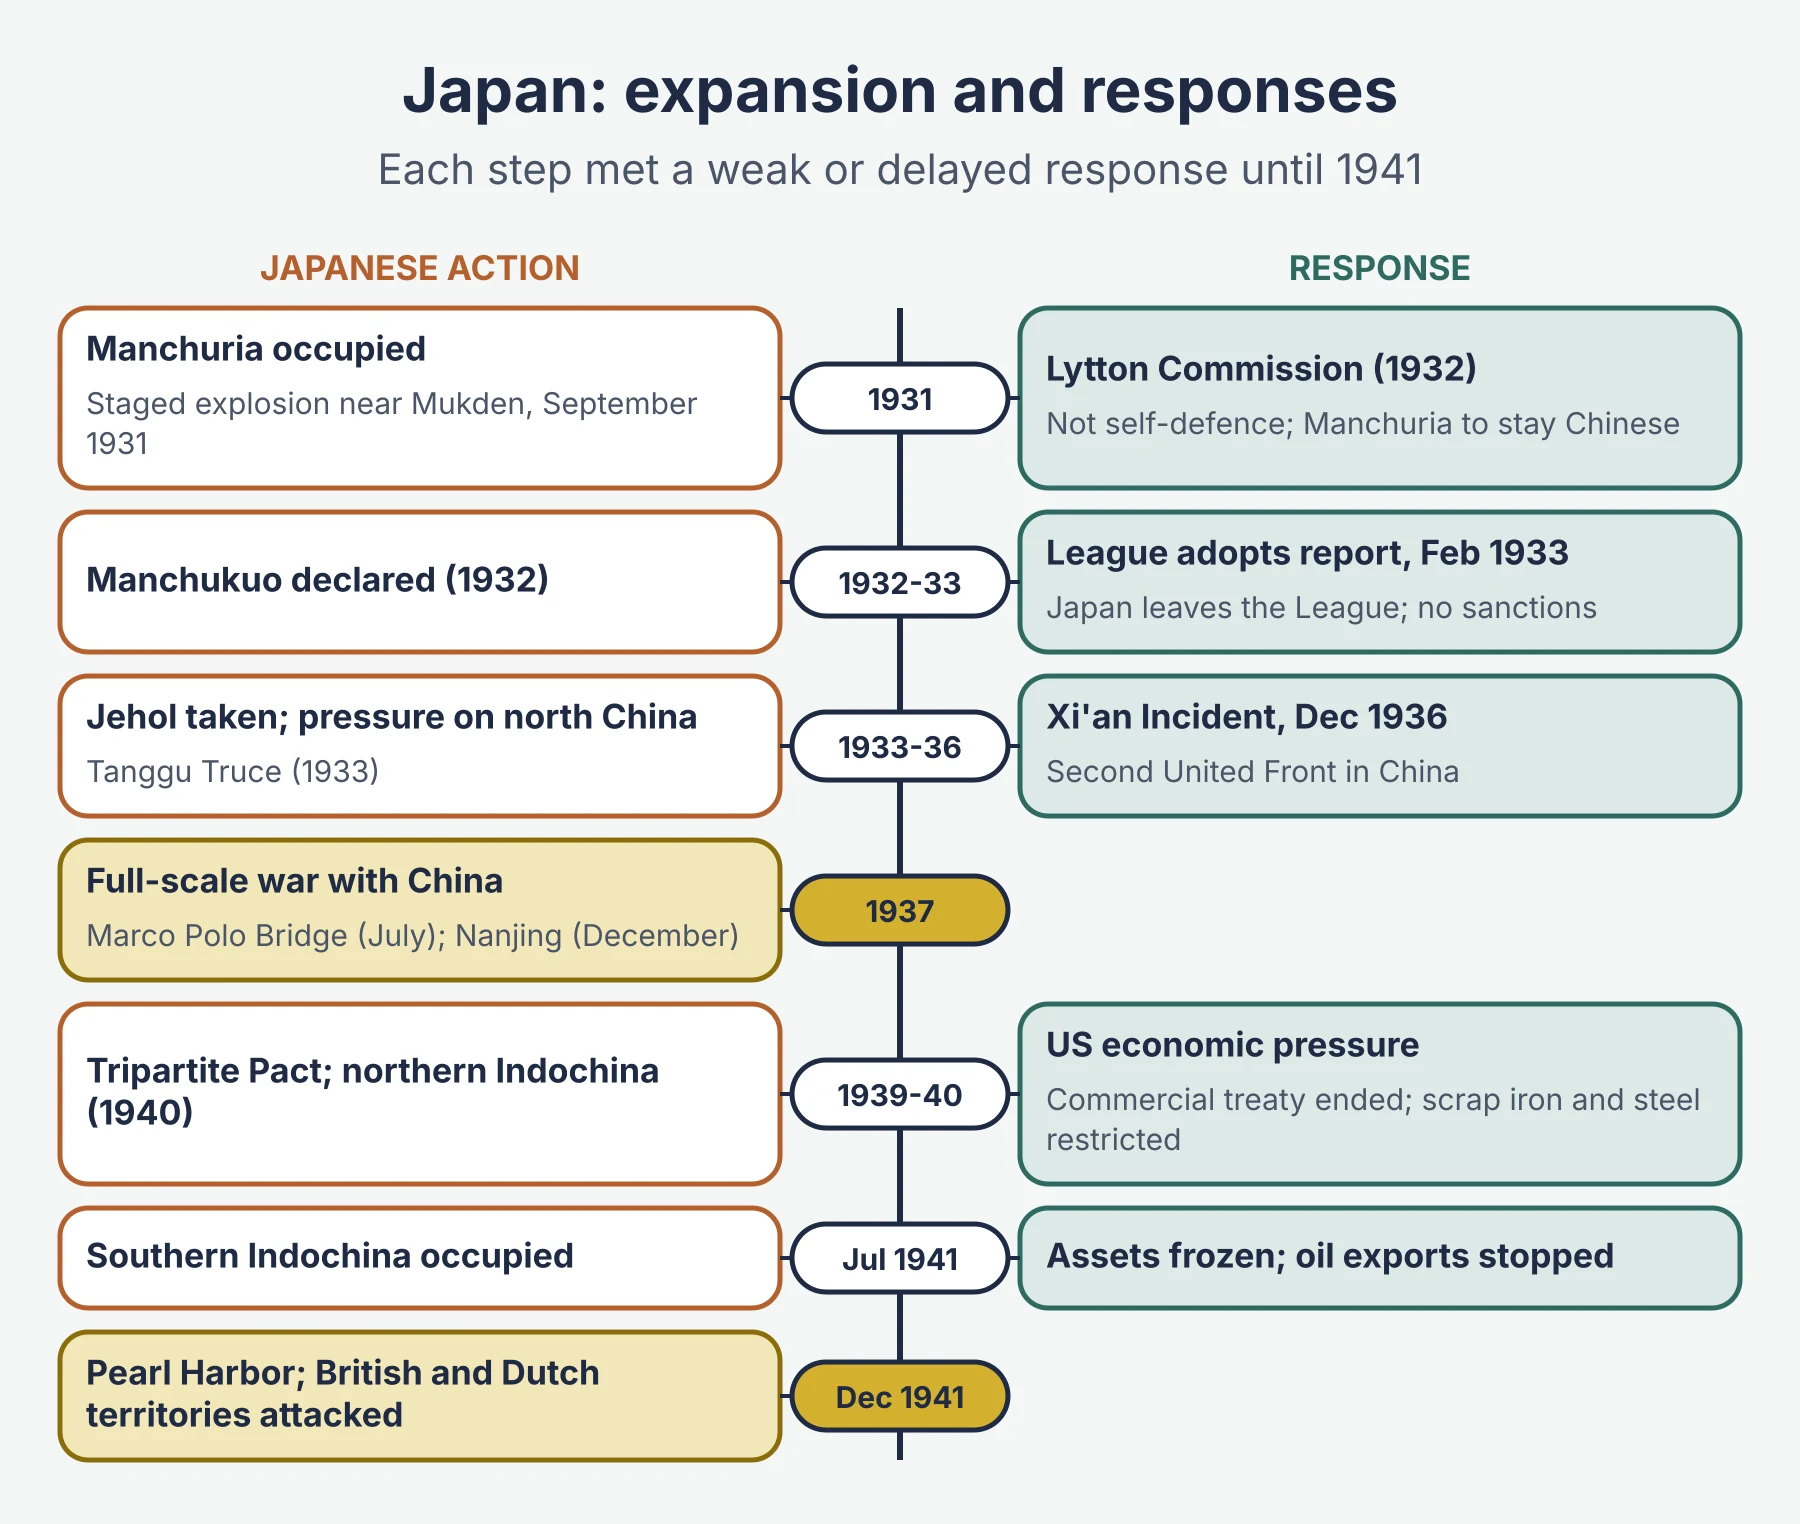 Japan: expansion and responses
Each step met a weak or delayed response until 1941
JAPANESE ACTION
RESPONSE
Manchuria occupied
Staged explosion near Mukden, September
1931
1931
Lytton Commission (1932)
Not self-defence; Manchuria to stay Chinese
Manchukuo declared (1932)
1932-33
League adopts report, Feb 1933
Japan leaves the League; no sanctions
Jehol taken; pressure on north China
Tanggu Truce (1933)
1933-36
Xi'an Incident, Dec 1936
Second United Front in China
Full-scale war with China
Marco Polo Bridge (July); Nanjing (December)
1937
Tripartite Pact; northern Indochina
(1940)
1939-40
US economic pressure
Commercial treaty ended; scrap iron and steel
restricted
Southern Indochina occupied
Jul 1941
Assets frozen; oil exports stopped
Pearl Harbor; British and Dutch
territories attacked
Dec 1941